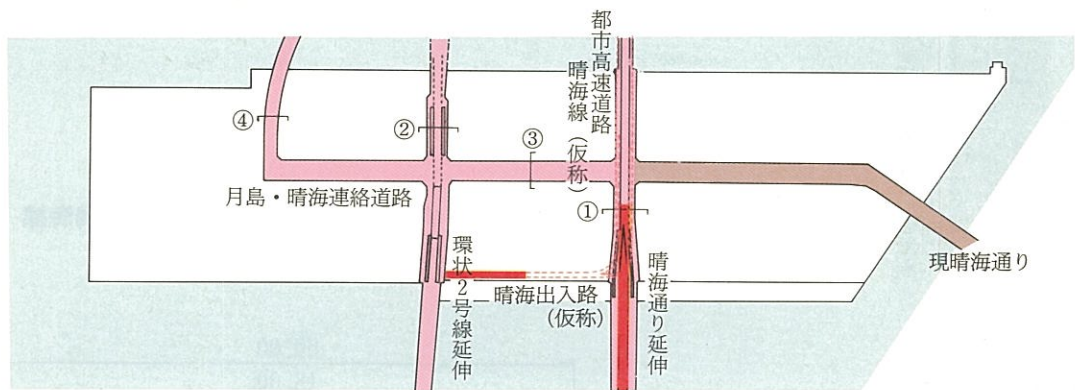 都市高速道路
晴海線（仮称）
④
②
③
①
月島・晴海連絡道路
現晴海通り
環状2号線延伸
晴海出入路
（仮称）
晴海通り延伸